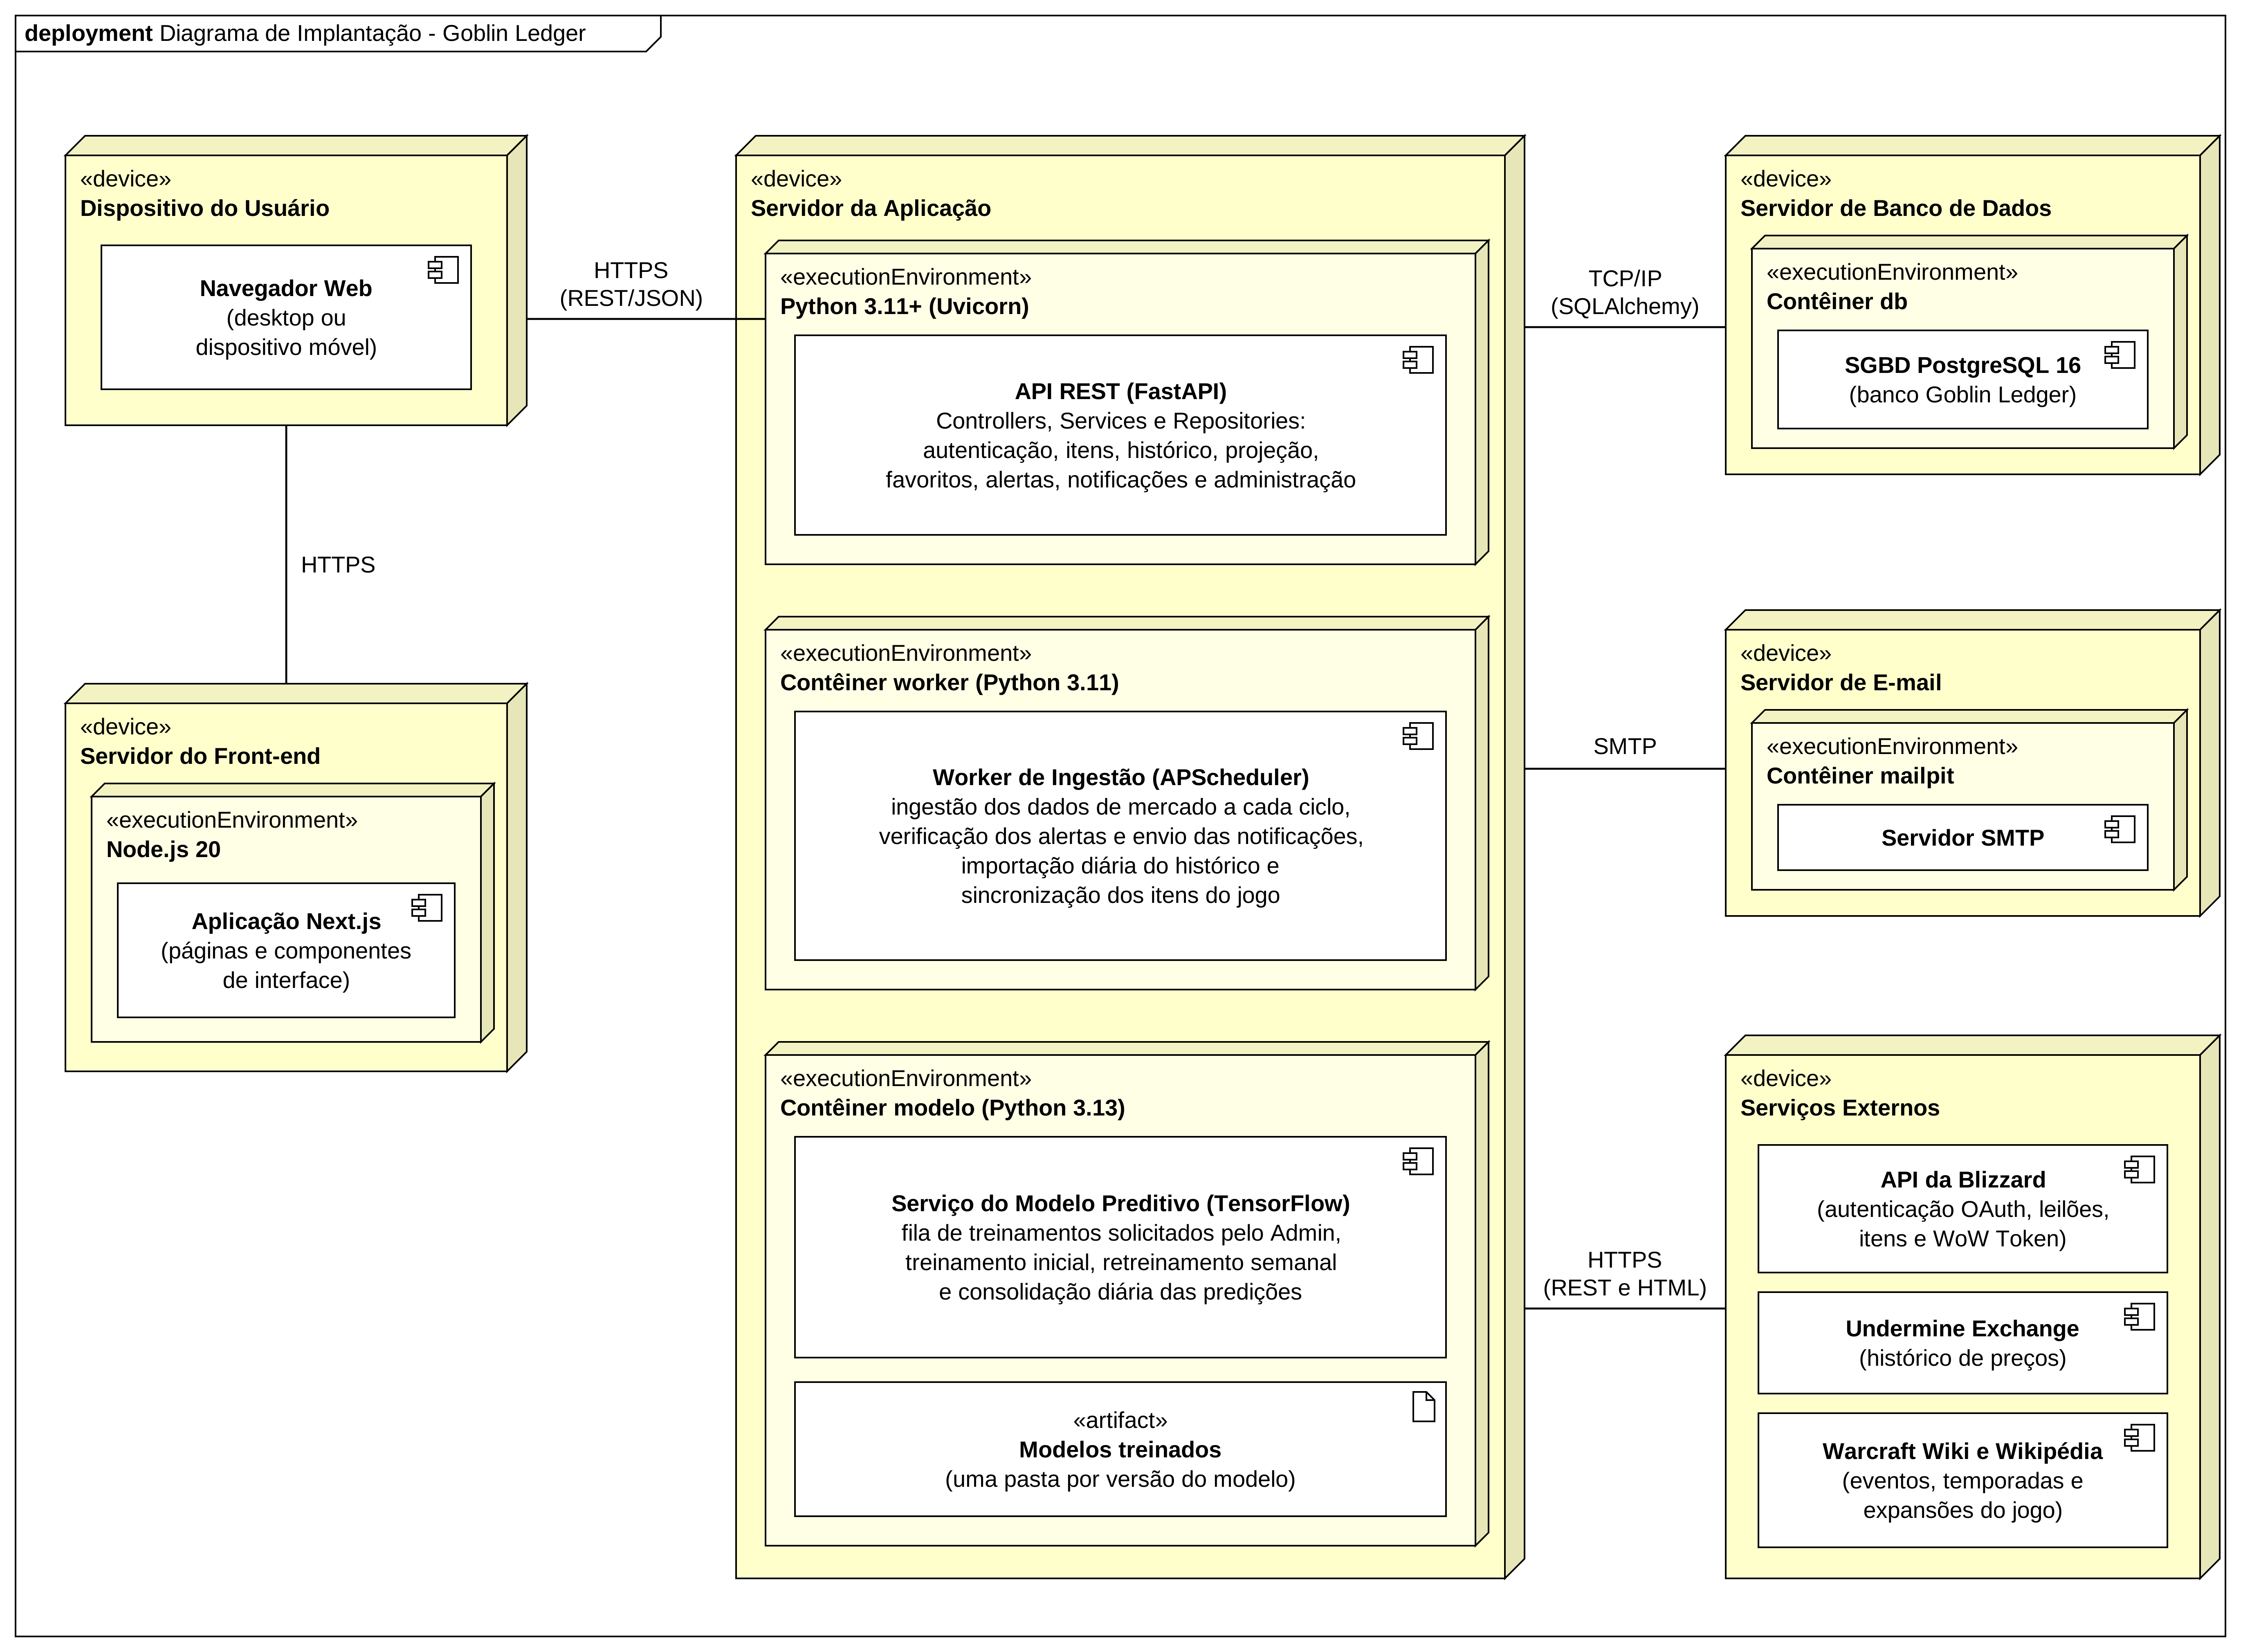 deployment Diagrama de Implantação - Goblin Ledger
«device»
Dispositivo do Usuário
Navegador Web
(desktop ou
dispositivo móvel)
HTTPS
(REST/JSON)
HTTPS
«device»
Servidor do Front-end
«executionEnvironment»
Node.js 20
Aplicação Next.js
(páginas e componentes
de interface)
«device»
Servidor da Aplicação
«executionEnvironment»
Python 3.11+ (Uvicorn)
API REST (FastAPI)
Controllers, Services e Repositories:
autenticação, itens, histórico, projeção,
favoritos, alertas, notificações e administração
«executionEnvironment»
Contêiner worker (Python 3.11)
Worker de Ingestão (APScheduler)
ingestão dos dados de mercado a cada ciclo,
verificação dos alertas e envio das notificações,
importação diária do histórico e
sincronização dos itens do jogo
«executionEnvironment»
Contêiner modelo (Python 3.13)
Serviço do Modelo Preditivo (TensorFlow)
fila de treinamentos solicitados pelo Admin,
treinamento inicial, retreinamento semanal
e consolidação diária das predições
«artifact»
Modelos treinados
(uma pasta por versão do modelo)
TCP/IP
(SQLAlchemy)
SMTP
HTTPS
(REST e HTML)
«device»
Servidor de Banco de Dados
«executionEnvironment»
Contêiner db
SGBD PostgreSQL 16
(banco Goblin Ledger)
«device»
Servidor de E-mail
«executionEnvironment»
Contêiner mailpit
Servidor SMTP
«device»
Serviços Externos
API da Blizzard
(autenticação OAuth, leilões,
itens e WoW Token)
Undermine Exchange
(histórico de preços)
Warcraft Wiki e Wikipédia
(eventos, temporadas e
expansões do jogo)